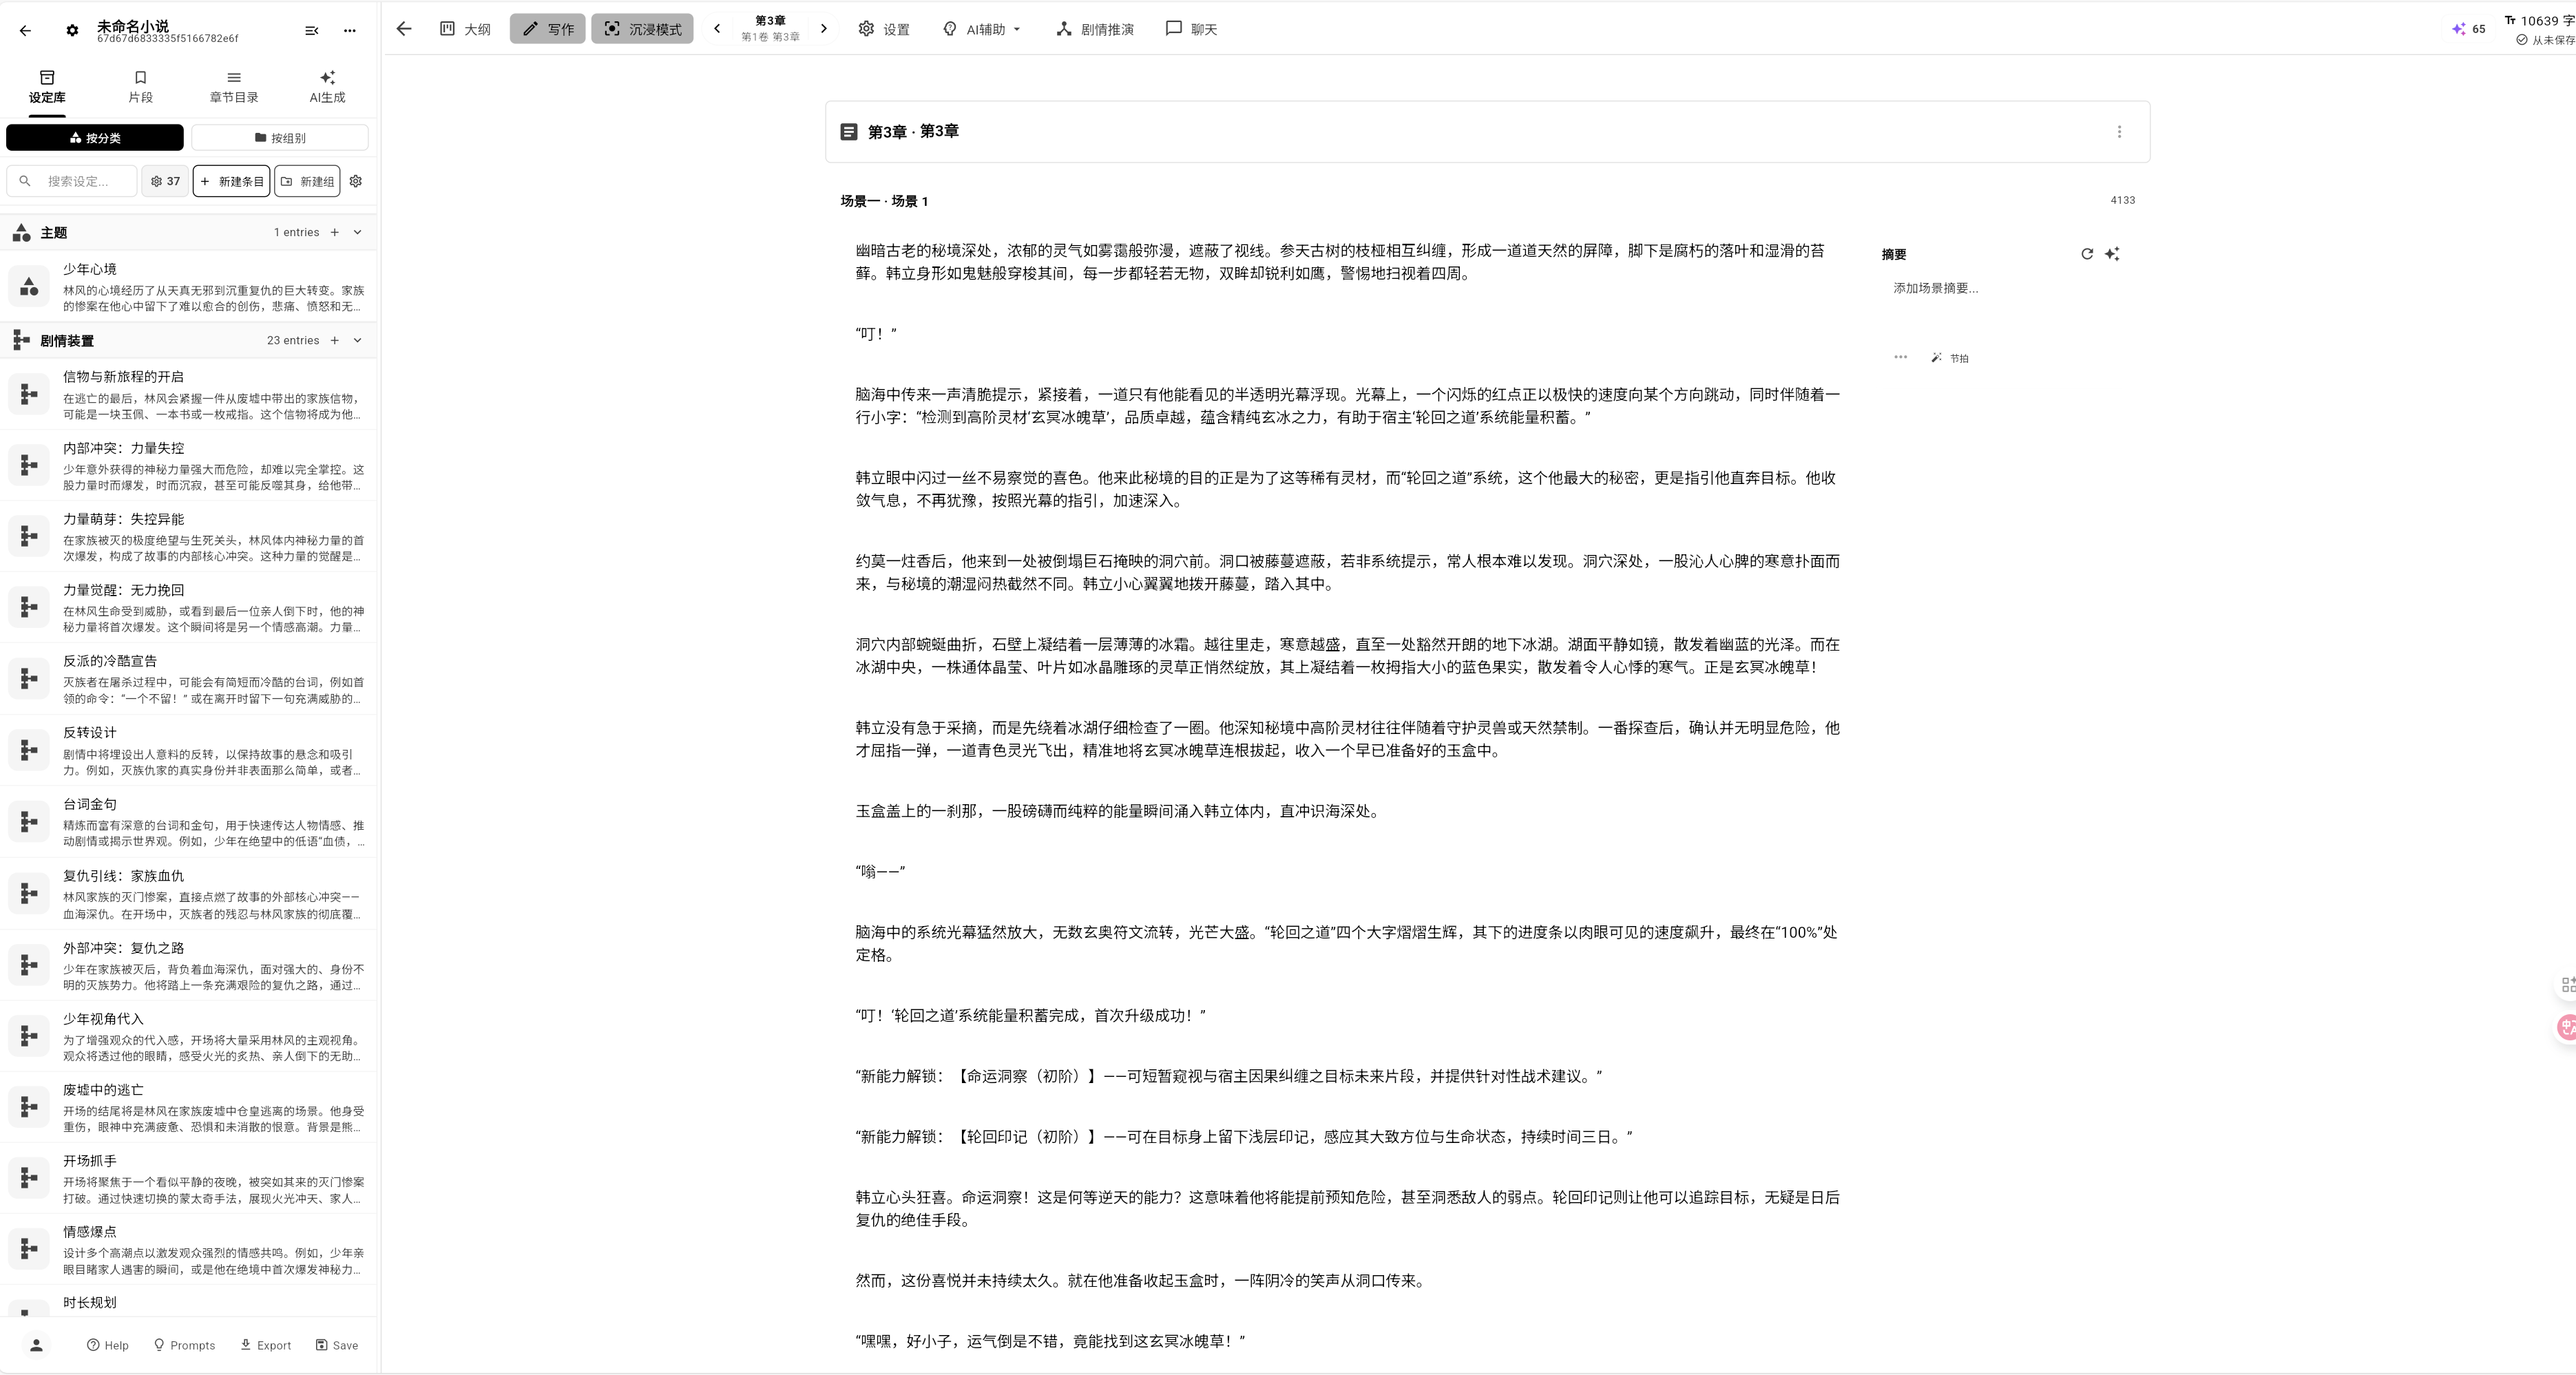 未命名小说
67d67d6833335f5166782e6f
设定库
片段
章节目录
AI生成
按分类
按组别
搜索设定...
37
新建条目
新建组
主题
1 entries
少年心境
林风的心境经历了从天真无邪到沉重复仇的巨大转变。家族
的惨案在他心中留下了难以愈合的创伤，悲痛、愤怒和无...
剧情装置
23 entries
信物与新旅程的开启
在逃亡的最后，林风会紧握一件从废墟中带出的家族信物，
可能是一块玉佩、一本书或一枚戒指。这个信物将成为他...
内部冲突：力量失控
少年意外获得的神秘力量强大而危险，却难以完全掌控。这
股力量时而爆发，时而沉寂，甚至可能反噬其身，给他带...
力量萌芽：失控异能
在家族被灭的极度绝望与生死关头，林风体内神秘力量的首
次爆发，构成了故事的内部核心冲突。这种力量的觉醒是...
力量觉醒：无力挽回
在林风生命受到威胁，或看到最后一位亲人倒下时，他的神
秘力量将首次爆发。这个瞬间将是另一个情感高潮。力量...
反派的冷酷宣告
灭族者在屠杀过程中，可能会有简短而冷酷的台词，例如首
领的命令：“一个不留！” 或在离开时留下一句充满威胁的...
反转设计
剧情中将埋设出人意料的反转，以保持故事的悬念和吸引
力。例如，灭族仇家的真实身份并非表面那么简单，或者...
台词金句
精炼而富有深意的台词和金句，用于快速传达人物情感、推
动剧情或揭示世界观。例如，少年在绝望中的低语“血债，...
复仇引线：家族血仇
林风家族的灭门惨案，直接点燃了故事的外部核心冲突——
血海深仇。在开场中，灭族者的残忍与林风家族的彻底覆...
外部冲突：复仇之路
少年在家族被灭后，背负着血海深仇，面对强大的、身份不
明的灭族势力。他将踏上一条充满艰险的复仇之路，通过...
少年视角代入
为了增强观众的代入感，开场将大量采用林风的主观视角。
观众将透过他的眼睛，感受火光的炙热、亲人倒下的无助...
废墟中的逃亡
开场的结尾将是林风在家族废墟中仓皇逃离的场景。他身受
重伤，眼神中充满疲惫、恐惧和未消散的恨意。背景是熊...
开场抓手
开场将聚焦于一个看似平静的夜晚，被突如其来的灭门惨案
打破。通过快速切换的蒙太奇手法，展现火光冲天、家人...
情感爆点
设计多个高潮点以激发观众强烈的情感共鸣。例如，少年亲
眼目睹家人遇害的瞬间，或是他在绝境中首次爆发神秘力...
时长规划
Help
Prompts
Export
Save
大纲
写作
沉浸模式
第3章
第1卷 第3章
设置
AI辅助
剧情推演
聊天
65
10639 字
从未保存
第3章 · 第3章
场景一 · 场景 1
4133
幽暗古老的秘境深处，浓郁的灵气如雾霭般弥漫，遮蔽了视线。参天古树的枝桠相互纠缠，形成一道道天然的屏障，脚下是腐朽的落叶和湿滑的苔
藓。韩立身形如鬼魅般穿梭其间，每一步都轻若无物，双眸却锐利如鹰，警惕地扫视着四周。
“叮！”
脑海中传来一声清脆提示，紧接着，一道只有他能看见的半透明光幕浮现。光幕上，一个闪烁的红点正以极快的速度向某个方向跳动，同时伴随着一
行小字：“检测到高阶灵材‘玄冥冰魄草’，品质卓越，蕴含精纯玄冰之力，有助于宿主‘轮回之道’系统能量积蓄。”
韩立眼中闪过一丝不易察觉的喜色。他来此秘境的目的正是为了这等稀有灵材，而“轮回之道”系统，这个他最大的秘密，更是指引他直奔目标。他收
敛气息，不再犹豫，按照光幕的指引，加速深入。
约莫一炷香后，他来到一处被倒塌巨石掩映的洞穴前。洞口被藤蔓遮蔽，若非系统提示，常人根本难以发现。洞穴深处，一股沁人心脾的寒意扑面而
来，与秘境的潮湿闷热截然不同。韩立小心翼翼地拨开藤蔓，踏入其中。
洞穴内部蜿蜒曲折，石壁上凝结着一层薄薄的冰霜。越往里走，寒意越盛，直至一处豁然开朗的地下冰湖。湖面平静如镜，散发着幽蓝的光泽。而在
冰湖中央，一株通体晶莹、叶片如冰晶雕琢的灵草正悄然绽放，其上凝结着一枚拇指大小的蓝色果实，散发着令人心悸的寒气。正是玄冥冰魄草！
韩立没有急于采摘，而是先绕着冰湖仔细检查了一圈。他深知秘境中高阶灵材往往伴随着守护灵兽或天然禁制。一番探查后，确认并无明显危险，他
才屈指一弹，一道青色灵光飞出，精准地将玄冥冰魄草连根拔起，收入一个早已准备好的玉盒中。
玉盒盖上的一刹那，一股磅礴而纯粹的能量瞬间涌入韩立体内，直冲识海深处。
“嗡——”
脑海中的系统光幕猛然放大，无数玄奥符文流转，光芒大盛。“轮回之道”四个大字熠熠生辉，其下的进度条以肉眼可见的速度飙升，最终在“100%”处
定格。
“叮！‘轮回之道’系统能量积蓄完成，首次升级成功！”
“新能力解锁：【命运洞察（初阶）】——可短暂窥视与宿主因果纠缠之目标未来片段，并提供针对性战术建议。”
“新能力解锁：【轮回印记（初阶）】——可在目标身上留下浅层印记，感应其大致方位与生命状态，持续时间三日。”
韩立心头狂喜。命运洞察！这是何等逆天的能力？这意味着他将能提前预知危险，甚至洞悉敌人的弱点。轮回印记则让他可以追踪目标，无疑是日后
复仇的绝佳手段。
然而，这份喜悦并未持续太久。就在他准备收起玉盒时，一阵阴冷的笑声从洞口传来。
“嘿嘿，好小子，运气倒是不错，竟能找到这玄冥冰魄草！”
摘要
添加场景摘要...
节拍